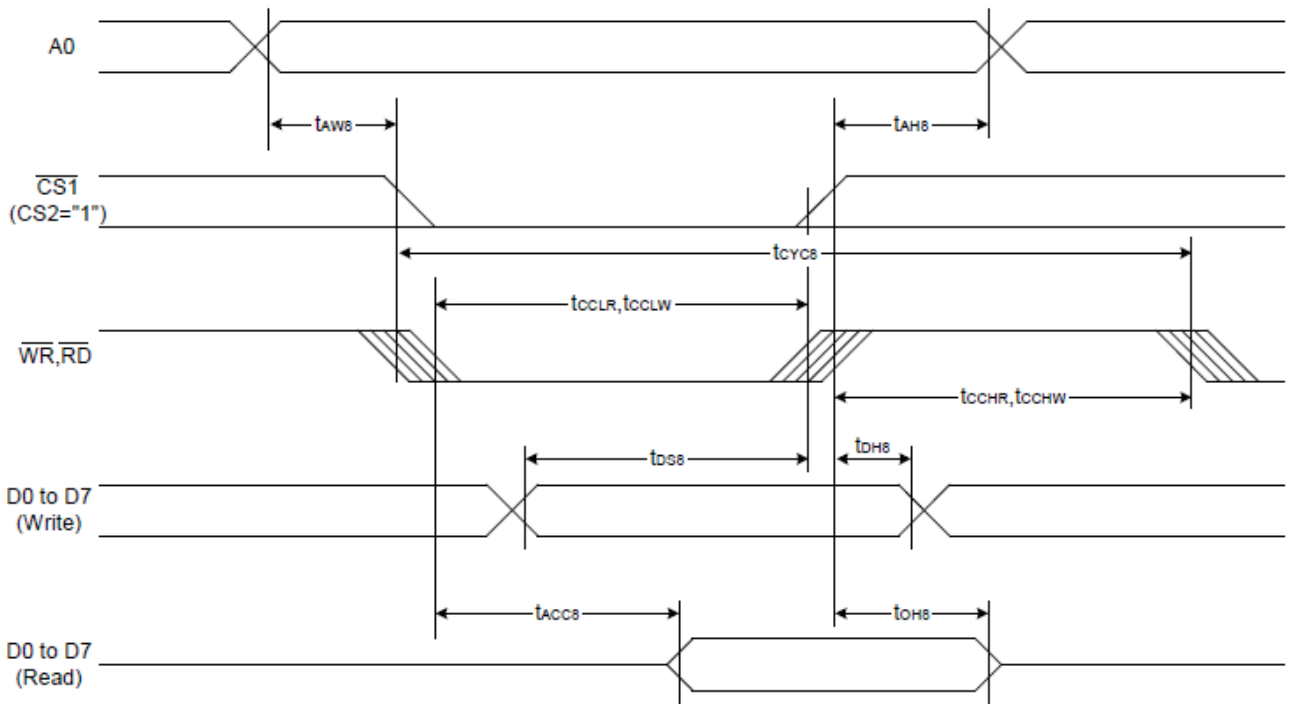 A0
tAW8
tAH8
CS1
(CS2="1")
tCYC8
tCCLR,tCCLW
WR,RD
tCCHR,tCCHW
tDS8
tDH8
D0 to D7
(Write)
tACC8
tOH8
D0 to D7
(Read)